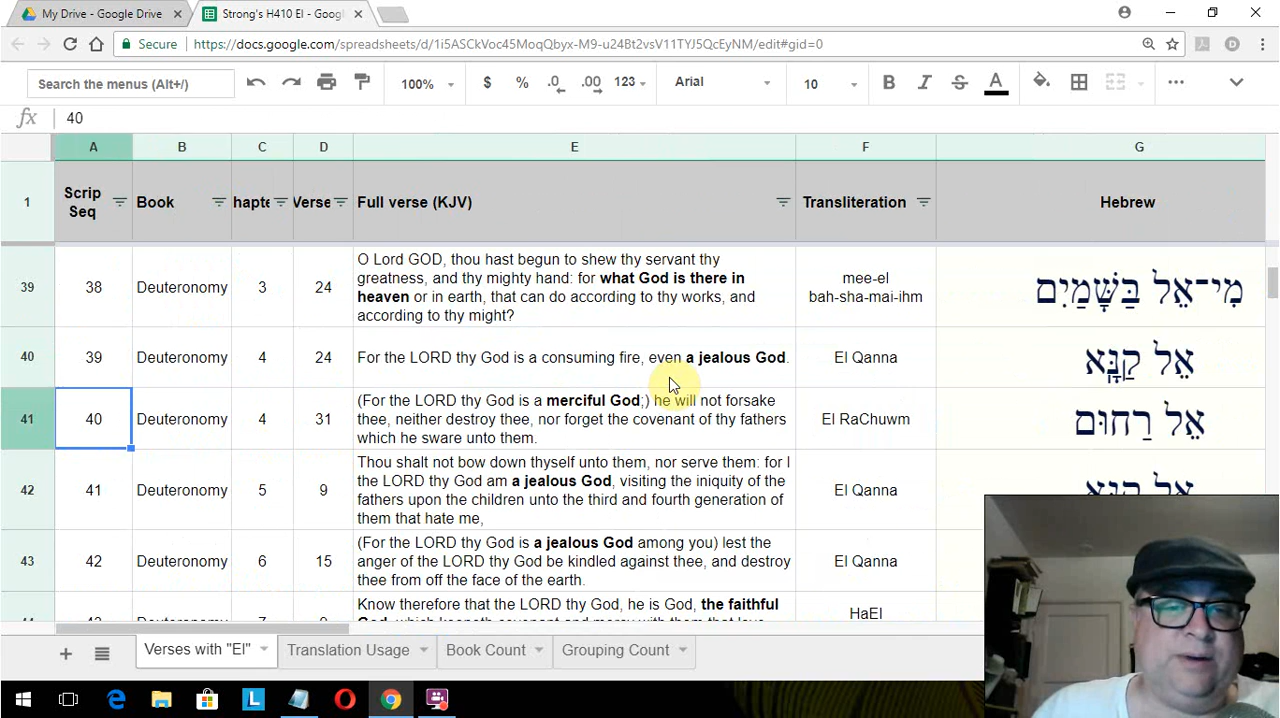 My Drive - Google Drive
Strong's H410 El - Goog
Secure
https://docs.google.com/spreadsheets/d/1i5ASCkVoc45MoqQbyx-M9-u24Bt2vsV11TYJ5QcEyNM/edit#gid=0
Search the menus (Alt+/)
100%
$ % .0 .00 123
Arial
10
B I S A
fx 40
A B C D E F G
1 Scrip Seq Book hapte Verse Full verse (KJV) Transliteration Hebrew
39 38 Deuteronomy 3 24
O Lord GOD, thou hast begun to shew thy servant thy
greatness, and thy mighty hand: for what God is there in
heaven or in earth, that can do according to thy works, and
according to thy might?
mee-el
bah-sha-mai-ihm
מִי־אֵל בַּשָּׁמַיִם
40 39 Deuteronomy 4 24
For the LORD thy God is a consuming fire, even a jealous God.
El Qanna
אֵל קַנָּא
41 40 Deuteronomy 4 31
(For the LORD thy God is a merciful God;) he will not forsake
thee, neither destroy thee, nor forget the covenant of thy fathers
which he sware unto them.
El RaChuwm
אֵל רַחוּם
42 41 Deuteronomy 5 9
Thou shalt not bow down thyself unto them, nor serve them: for I
the LORD thy God am a jealous God, visiting the iniquity of the
fathers upon the children unto the third and fourth generation of
them that hate me,
El Qanna
אֵל קַנָּא
43 42 Deuteronomy 6 15
(For the LORD thy God is a jealous God among you) lest the
anger of the LORD thy God be kindled against thee, and destroy
thee from off the face of the earth.
El Qanna
Know therefore that the LORD thy God, he is God, the faithful
HaEl
Verses with "El"
Translation Usage
Book Count
Grouping Count